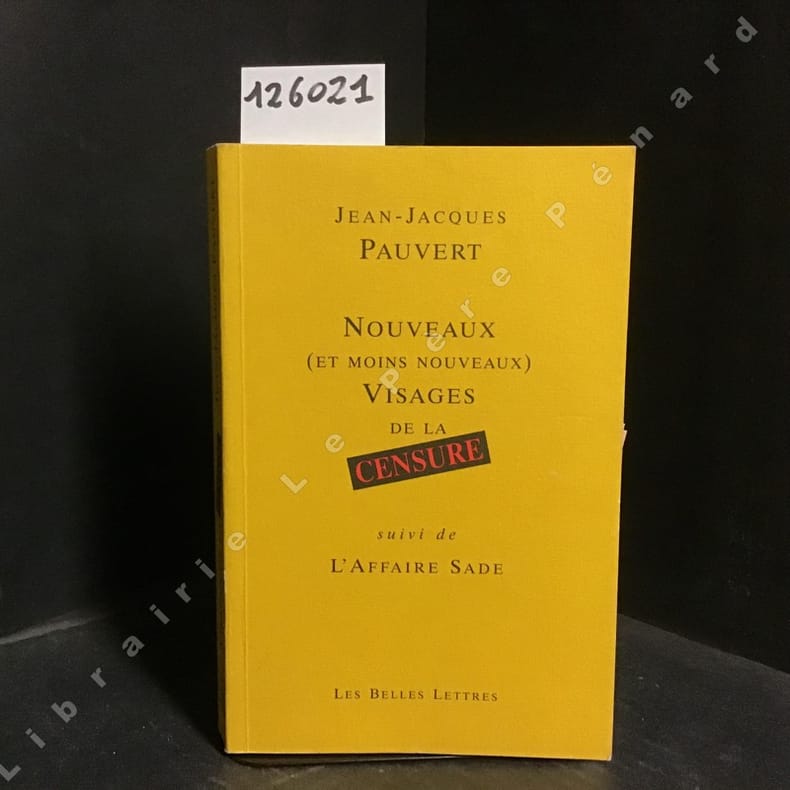 126021
JEAN-JACQUES
PAUVERT
NOUVEAUX
(ET MOINS NOUVEAUX)
VISAGES
DE LA
CENSURE
suivi de
L'AFFAIRE SADE
LES BELLES LETTRES
Librairie Le Père Pénard